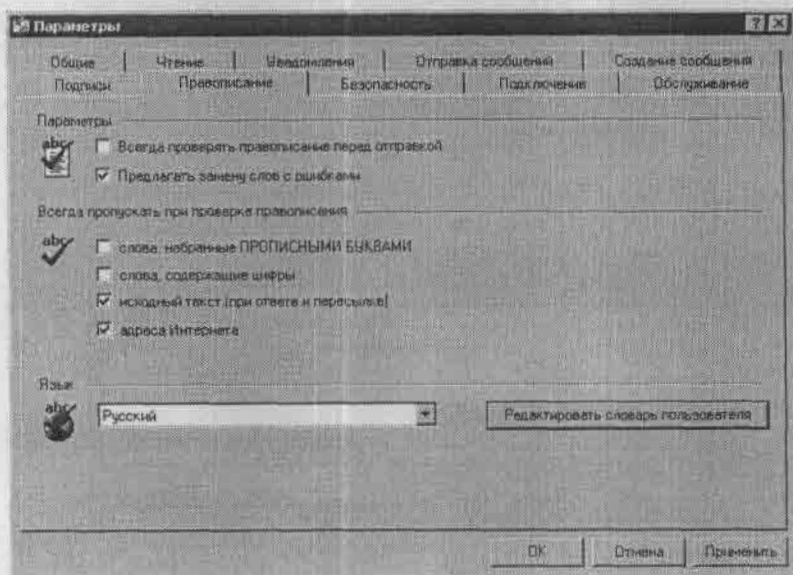 Параметры
Общие Чтение Уведомления Отправка сообщений Создание сообщения
Подписи Правописание Безопасность Подключение Обслуживание
Параметры
Всегда проверять правописание перед отправкой
Предлагать замену слов с ошибками
Всегда пропускать при проверке правописания
слова, набранные ПРОПИСНЫМИ БУКВАМИ
слова, содержащие цифры
исходный текст (при ответе и пересылке)
адреса Интернета
Язык
Русский Редактировать словарь пользователя
OK Отмена Применить